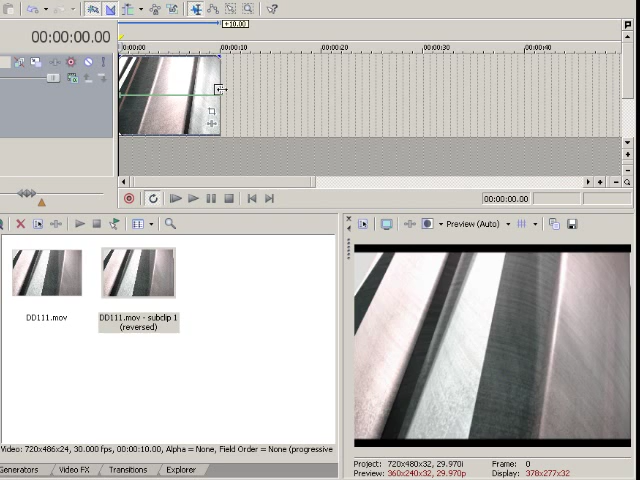 +10.00
00:00:00.00
0:00:00
00:00:10
00:00:20
00:00:30
00:00:40
00:00:00.00
Preview (Auto)
DD111.mov
DD111.mov - subclip 1
(reversed)
Video: 720x486x24, 30.000 fps, 00:00:10.00, Alpha = None, Field Order = None (progressive
Generators
Video FX
Transitions
Explorer
Project: 720x480x32, 29.970i
Frame: 0
Preview: 360x240x32, 29.970p
Display: 378x277x32